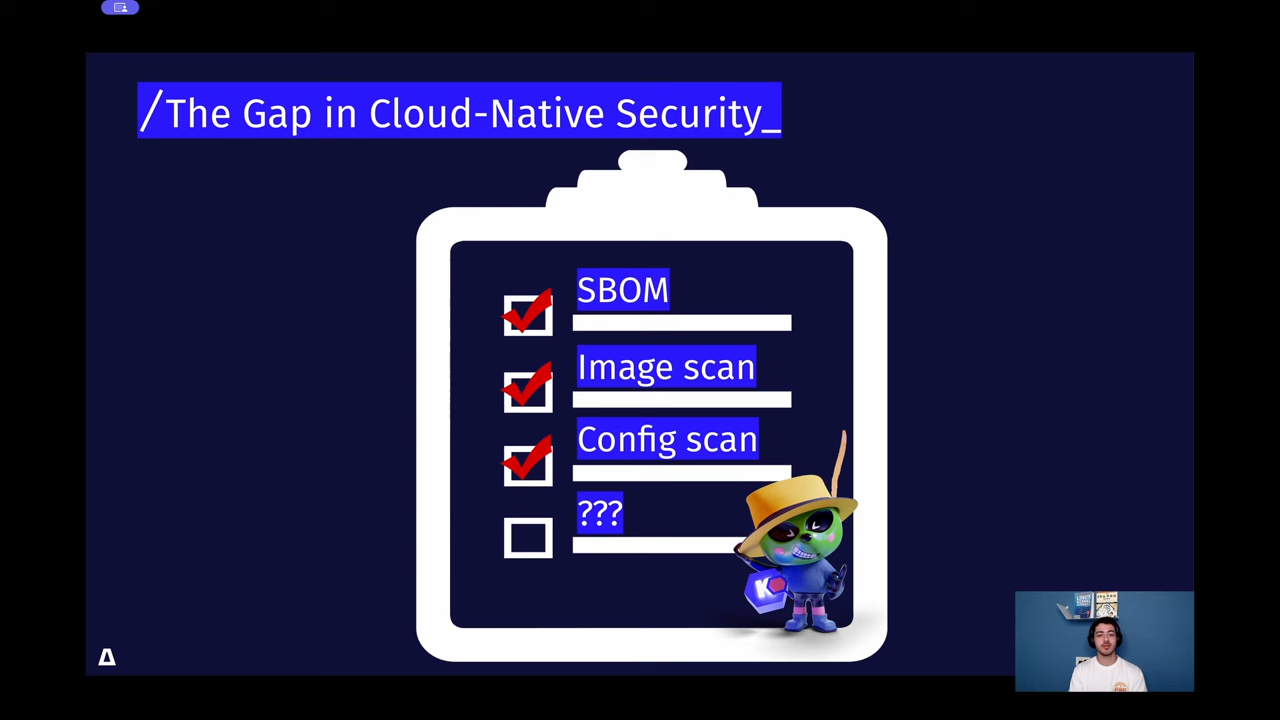 /The Gap in Cloud-Native Security_
SBOM
Image scan
Config scan
???
K